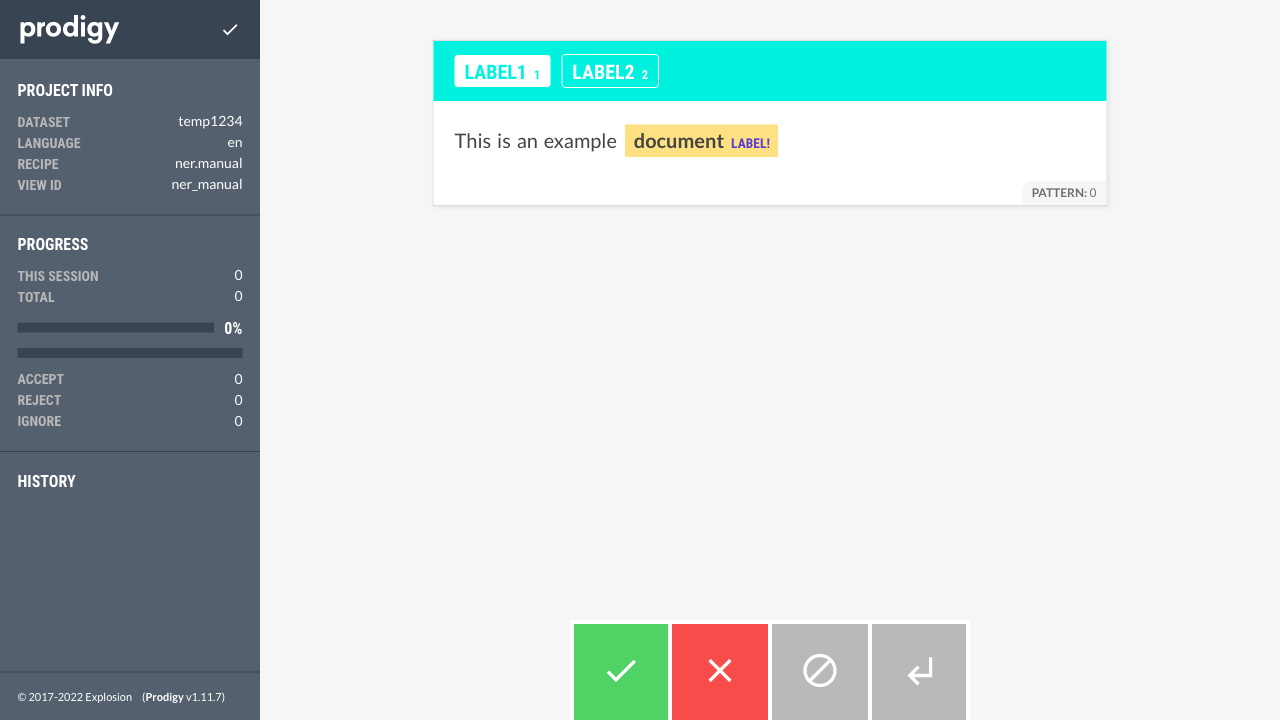 prodigy
PROJECT INFO
DATASET temp1234
LANGUAGE en
RECIPE ner.manual
VIEW ID ner_manual
PROGRESS
THIS SESSION 0
TOTAL 0
0%
ACCEPT 0
REJECT 0
IGNORE 0
HISTORY
© 2017-2022 Explosion (Prodigy v1.11.7)
LABEL1 1 LABEL2 2
This is an example document LABEL!
PATTERN: 0